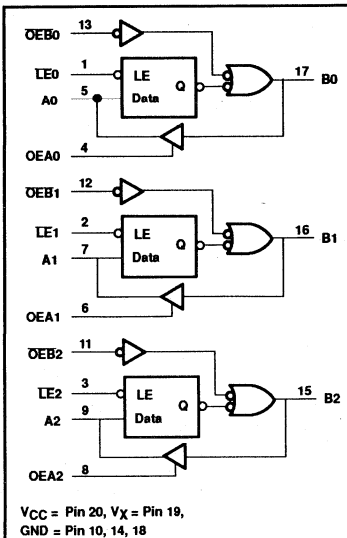 OEB0 13
LE0 1 LE Q 17 B0
A0 5 Data
OEA0 4
OEB1 12
LE1 2 LE Q 16 B1
A1 7 Data
OEA1 6
OEB2 11
LE2 3 LE Q 15 B2
A2 9 Data
OEA2 8
VCC = Pin 20, VX = Pin 19,
GND = Pin 10, 14, 18